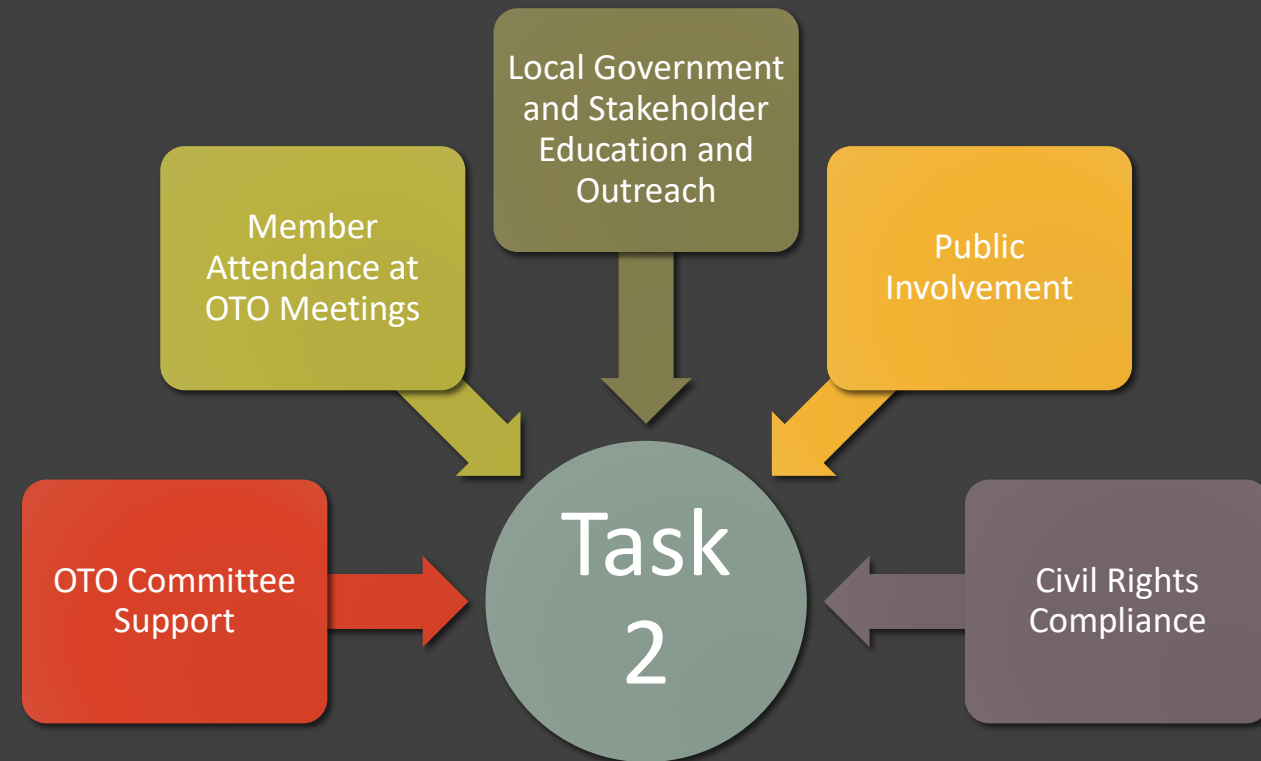 Local Government
and Stakeholder
Education and
Outreach
Member
Attendance at
OTO Meetings
Public
Involvement
OTO Committee
Support
Task
2
Civil Rights
Compliance